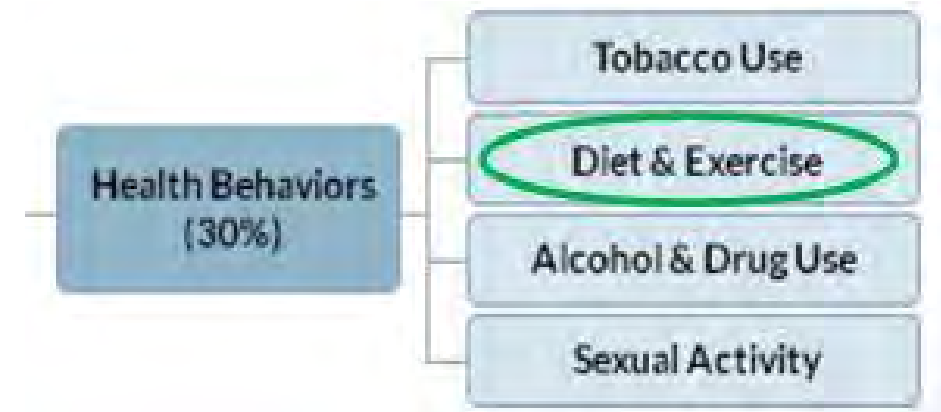 Tobacco Use
Health Behaviors
(30%)
Diet & Exercise
Alcohol & Drug Use
Sexual Activity